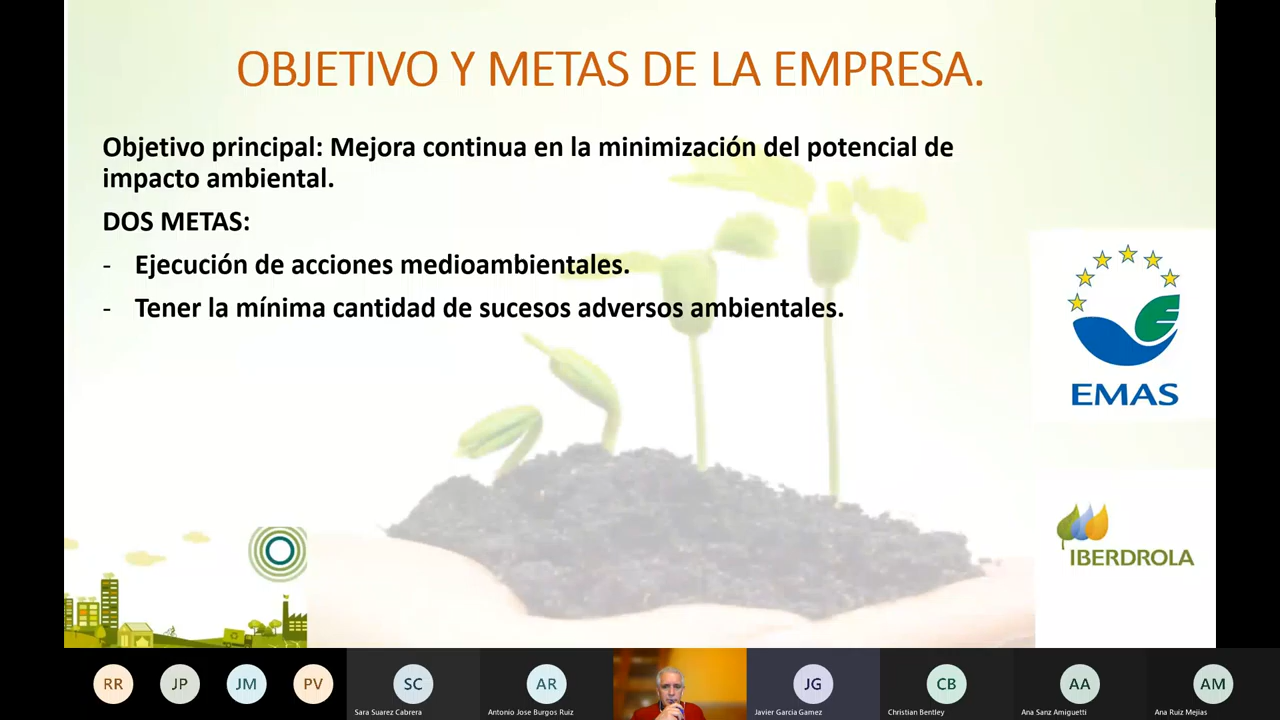 OBJETIVO Y METAS DE LA EMPRESA.
Objetivo principal: Mejora continua en la minimización del potencial de
impacto ambiental.
DOS METAS:
- Ejecución de acciones medioambientales.
- Tener la mínima cantidad de sucesos adversos ambientales.
EMAS
IBERDROLA
RR
JP
JM
PV
SC
AR
JG
CB
AA
AM
Sara Suarez Cabrera
Antonio Jose Burgos Ruiz
Javier Garcia Gamez
Christian Bentley
Ana Sanz Amiguetti
Ana Ruiz Mejias